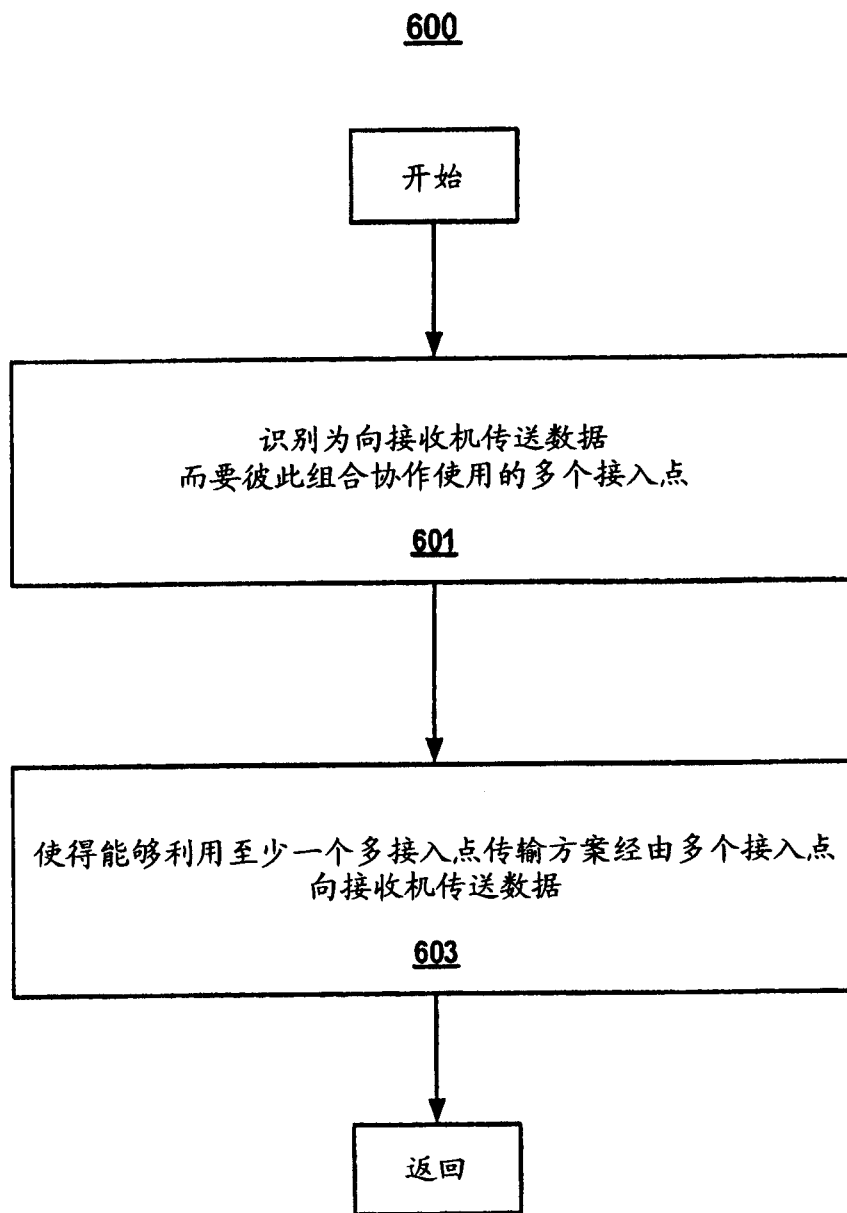 600
开始
识别为向接收机传送数据
而要彼此组合协作使用的多个接入点
601
使得能够利用至少一个多接入点传输方案经由多个接入点
向接收机传送数据
603
返回